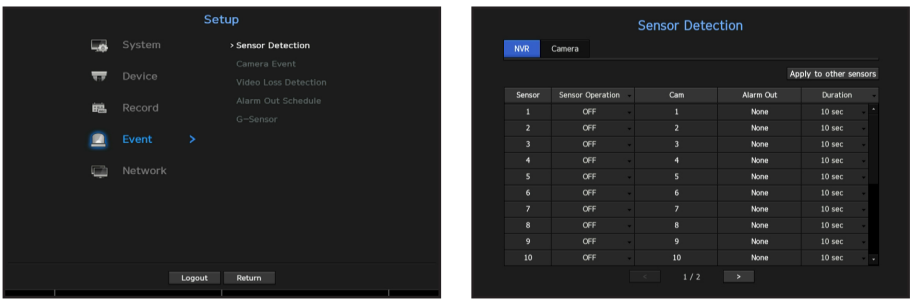 Setup
System
Device
Record
Event >
Network
> Sensor Detection
Camera Event
Video Loss Detection
Alarm Out Schedule
G-Sensor
Logout Return
Sensor Detection
NVR Camera
Apply to other sensors
Sensor Sensor Operation Cam Alarm Out Duration
1 OFF 1 None 10 sec
2 OFF 2 None 10 sec
3 OFF 3 None 10 sec
4 OFF 4 None 10 sec
5 OFF 5 None 10 sec
6 OFF 6 None 10 sec
7 OFF 7 None 10 sec
8 OFF 8 None 10 sec
9 OFF 9 None 10 sec
10 OFF 10 None 10 sec
< 1 / 2 >